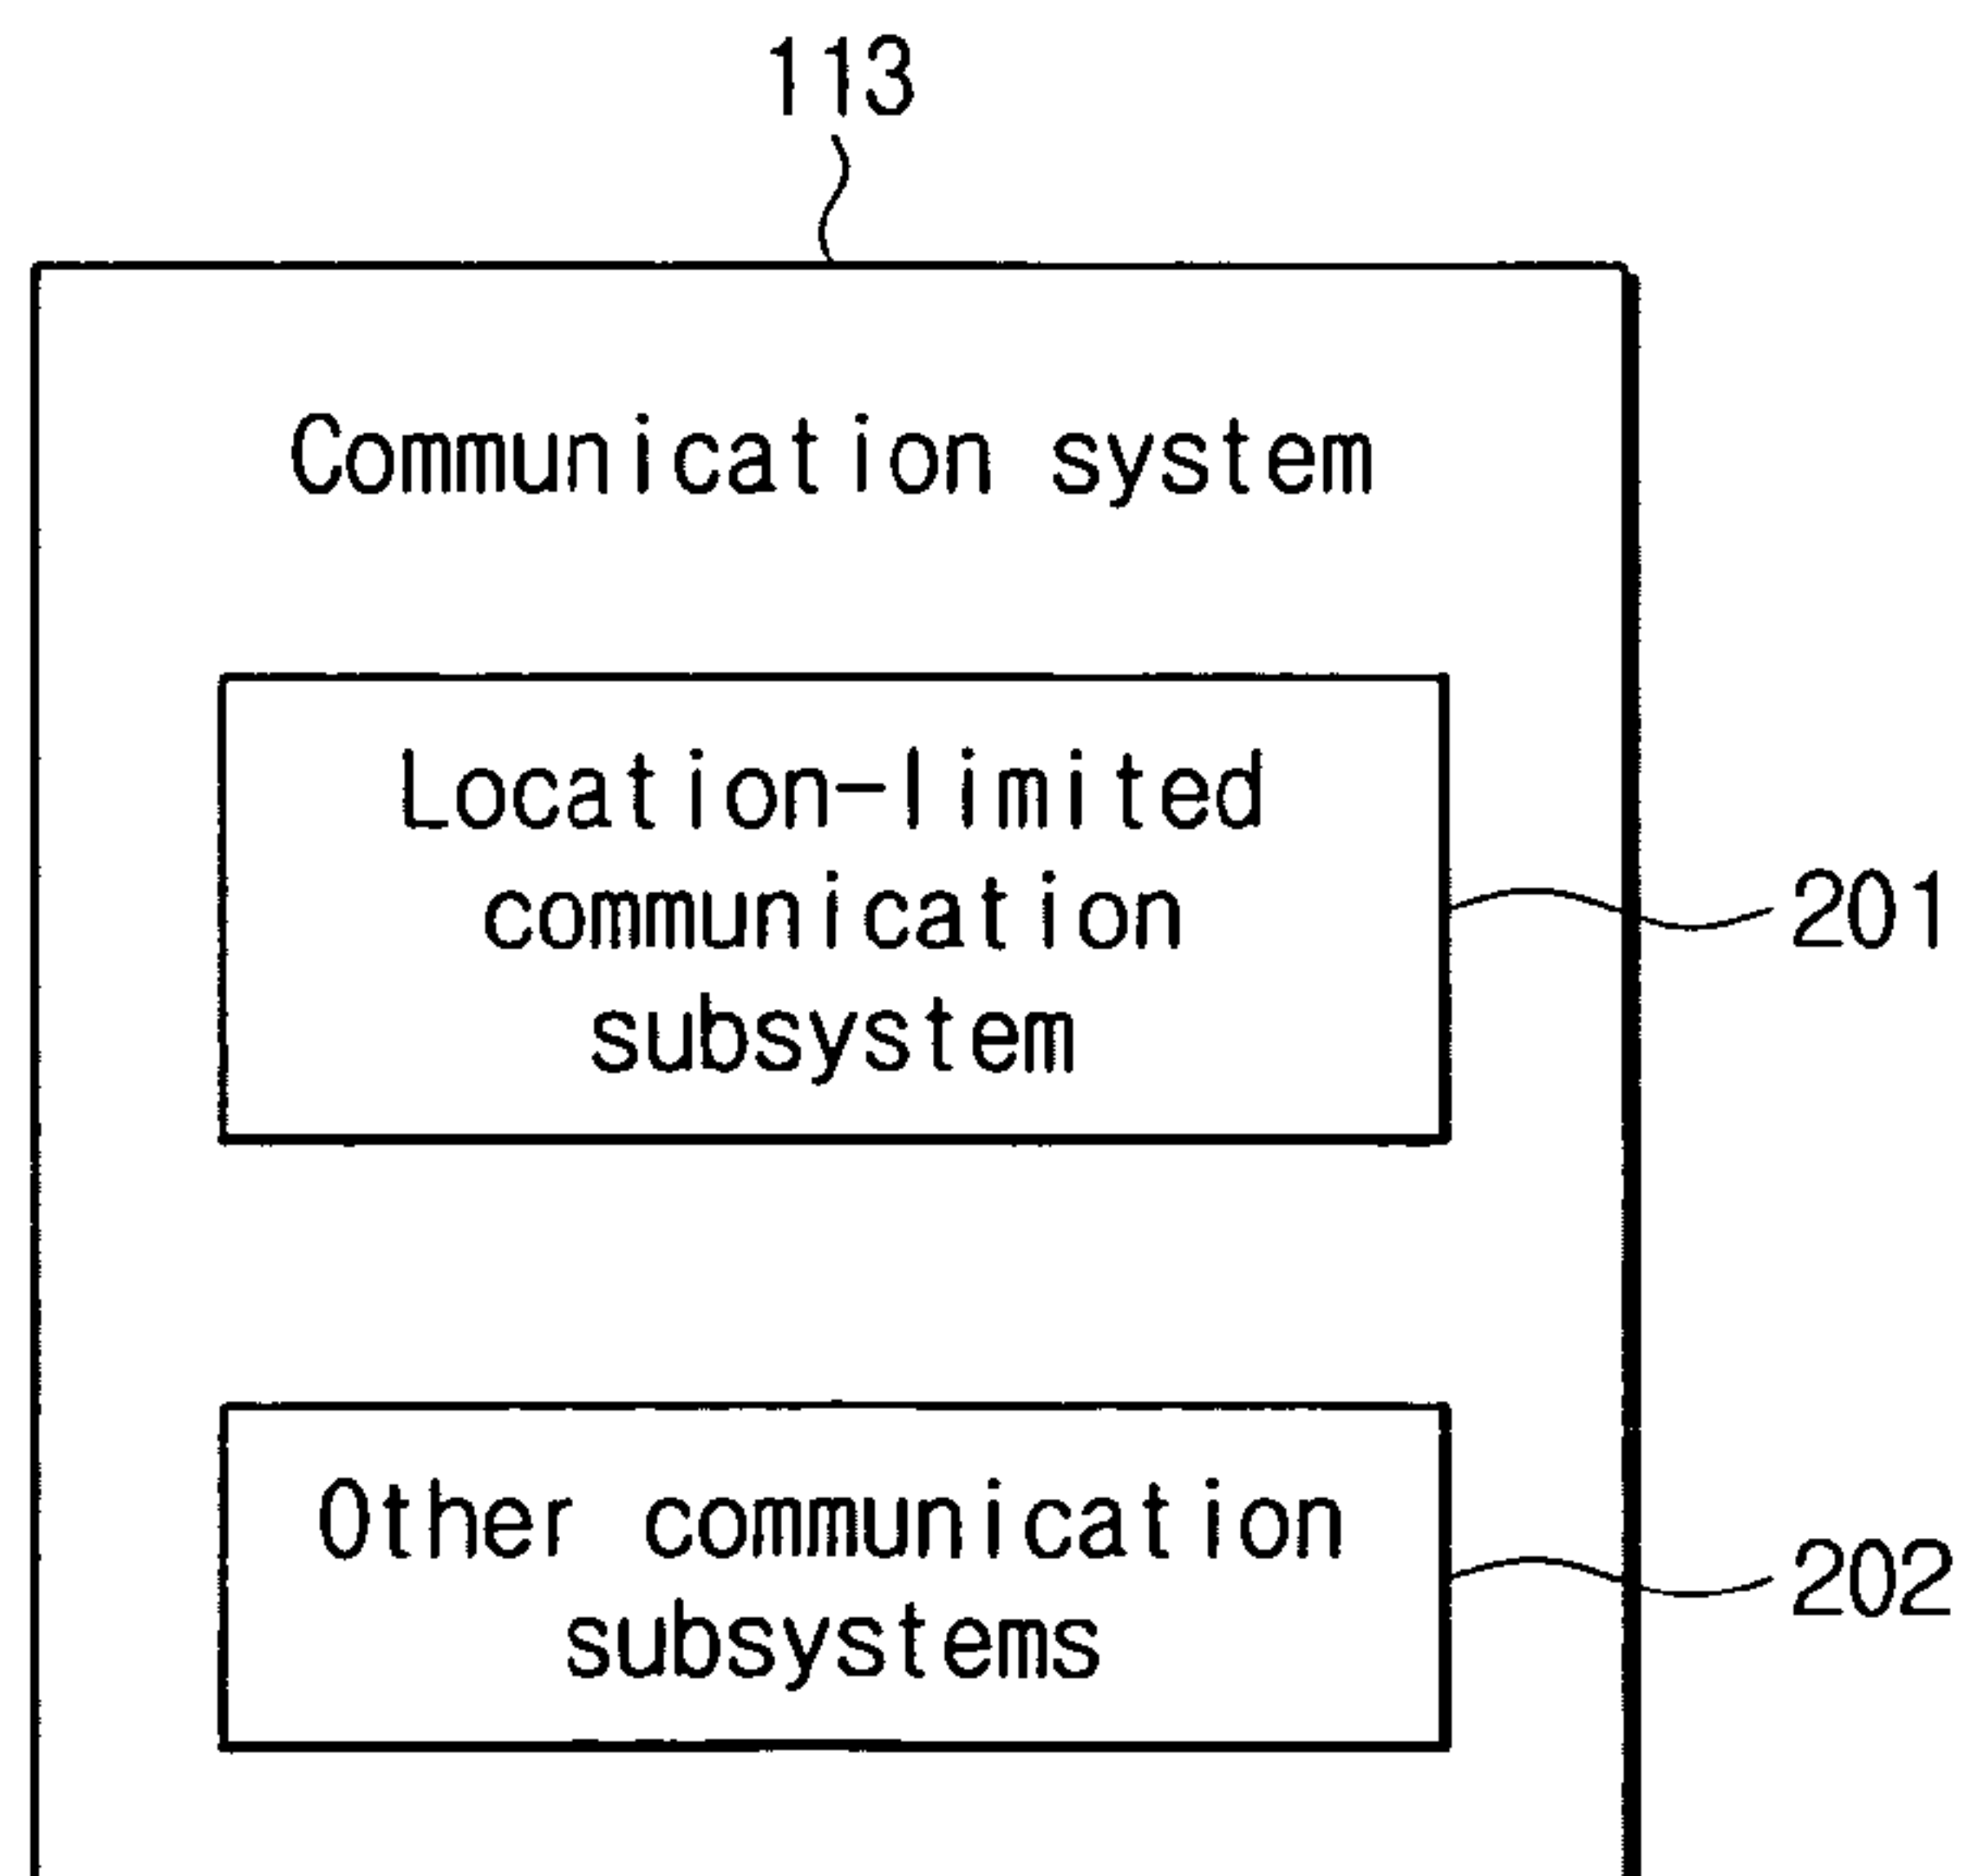 113
Communication system
Location-limited
communication
subsystem
201
Other communication
subsystems
202